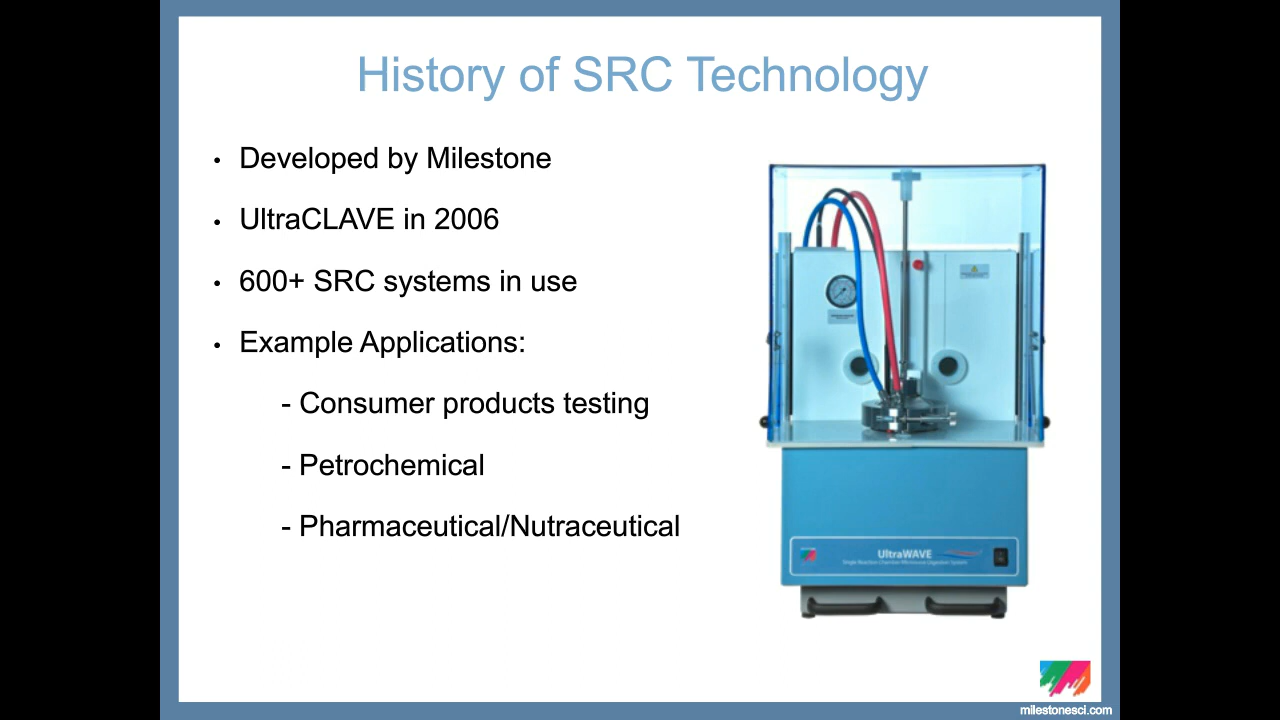 History of SRC Technology
• Developed by Milestone
• UltraCLAVE in 2006
• 600+ SRC systems in use
• Example Applications:
- Consumer products testing
- Petrochemical
- Pharmaceutical/Nutraceutical
UltraWAVE
Single Reaction Chamber Microwave Digestion System
milestonesci.com